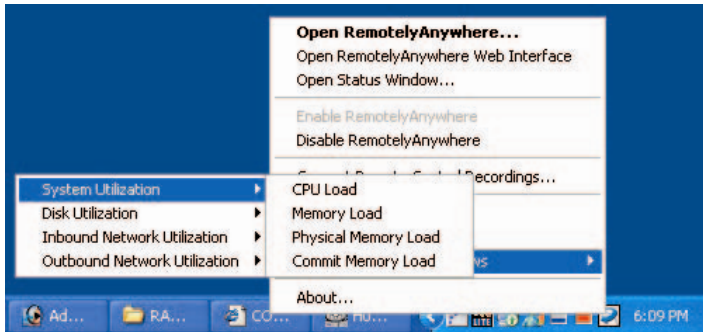 Open RemotelyAnywhere...
Open RemotelyAnywhere Web Interface
Open Status Window...
Enable RemotelyAnywhere
Disable RemotelyAnywhere
Recordings...
System Utilization
Disk Utilization
Inbound Network Utilization
Outbound Network Utilization
CPU Load
Memory Load
Physical Memory Load
Commit Memory Load
About...
Ad...
RA...
CO...
6:09 PM